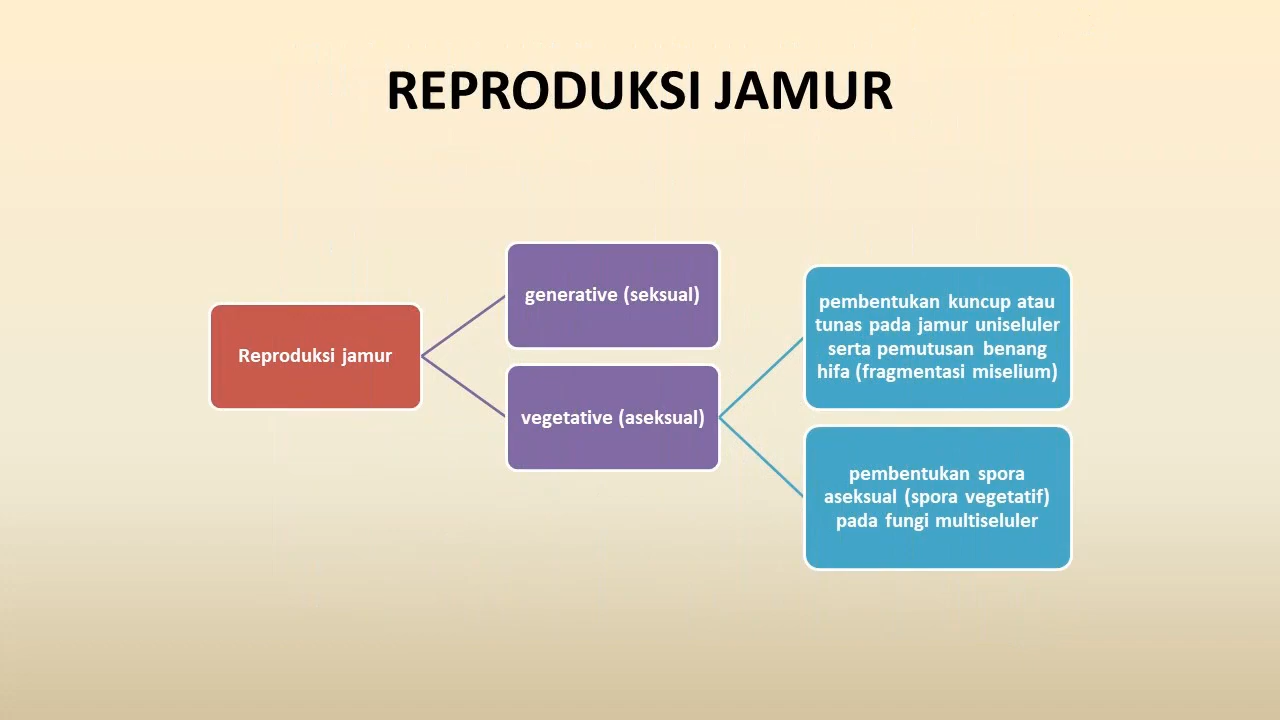 REPRODUKSI JAMUR
Reproduksi jamur
generative (seksual)
vegetative (aseksual)
pembentukan kuncup atau
tunas pada jamur uniseluler
serta pemutusan benang
hifa (fragmentasi miselium)
pembentukan spora
aseksual (spora vegetatif)
pada fungi multiseluler